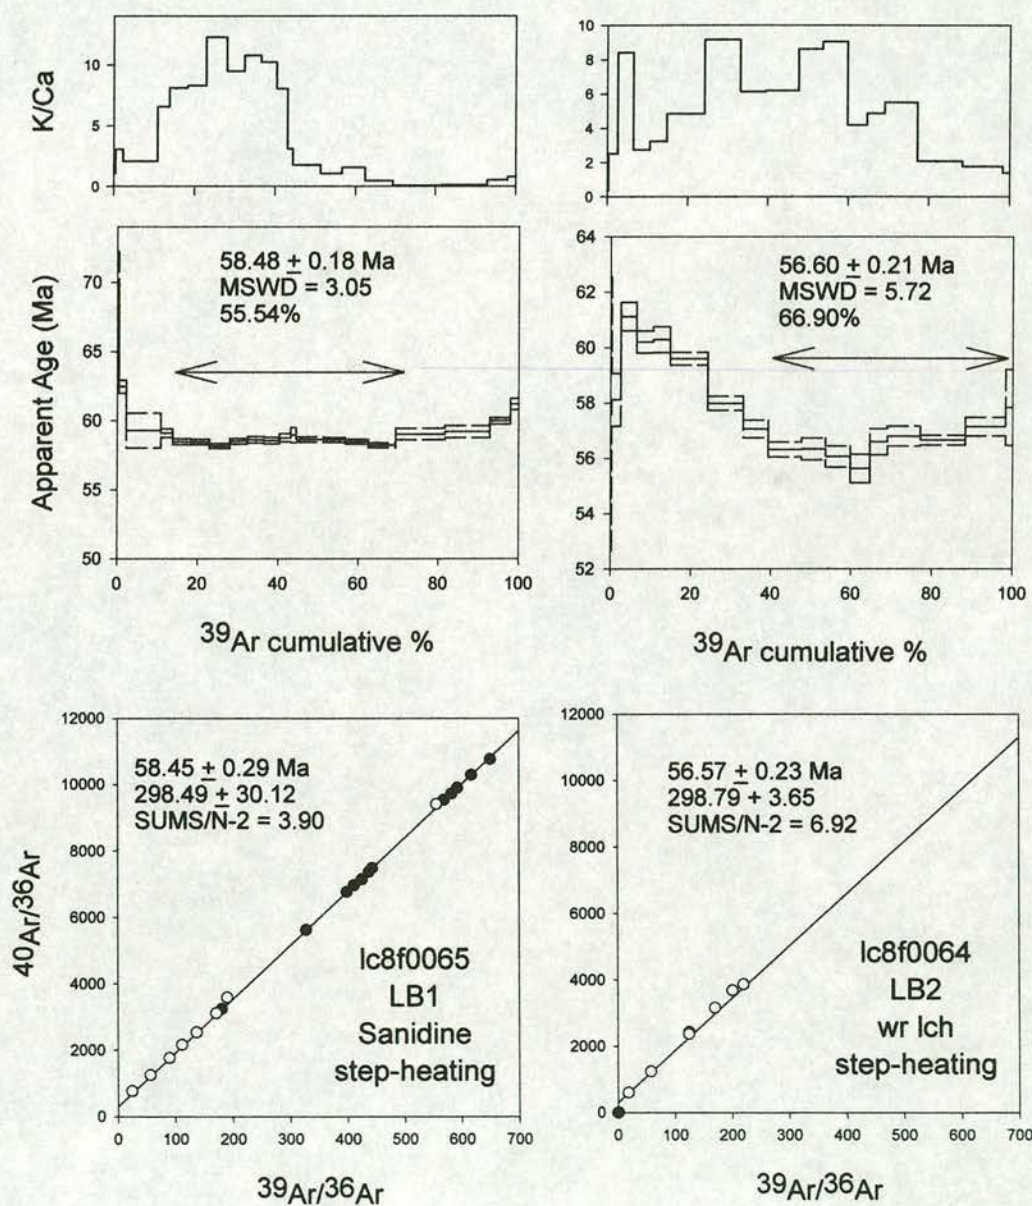 K/Ca
10
5
0
10
8
6
4
2
0
Apparent Age (Ma)
70
65
60
55
50
58.48 ± 0.18 Ma
MSWD = 3.05
55.54%
0 20 40 60 80 100
39Ar cumulative %
64
62
60
58
56
54
52
56.60 ± 0.21 Ma
MSWD = 5.72
66.90%
0 20 40 60 80 100
39Ar cumulative %
40Ar/36Ar
12000
10000
8000
6000
4000
2000
0
58.45 ± 0.29 Ma
298.49 ± 30.12
SUMS/N-2 = 3.90
lc8f0065
LB1
Sanidine
step-heating
0 100 200 300 400 500 600 700
39Ar/36Ar
12000
10000
8000
6000
4000
2000
0
56.57 ± 0.23 Ma
298.79 + 3.65
SUMS/N-2 = 6.92
lc8f0064
LB2
wr lch
step-heating
0 100 200 300 400 500 600 700
39Ar/36Ar